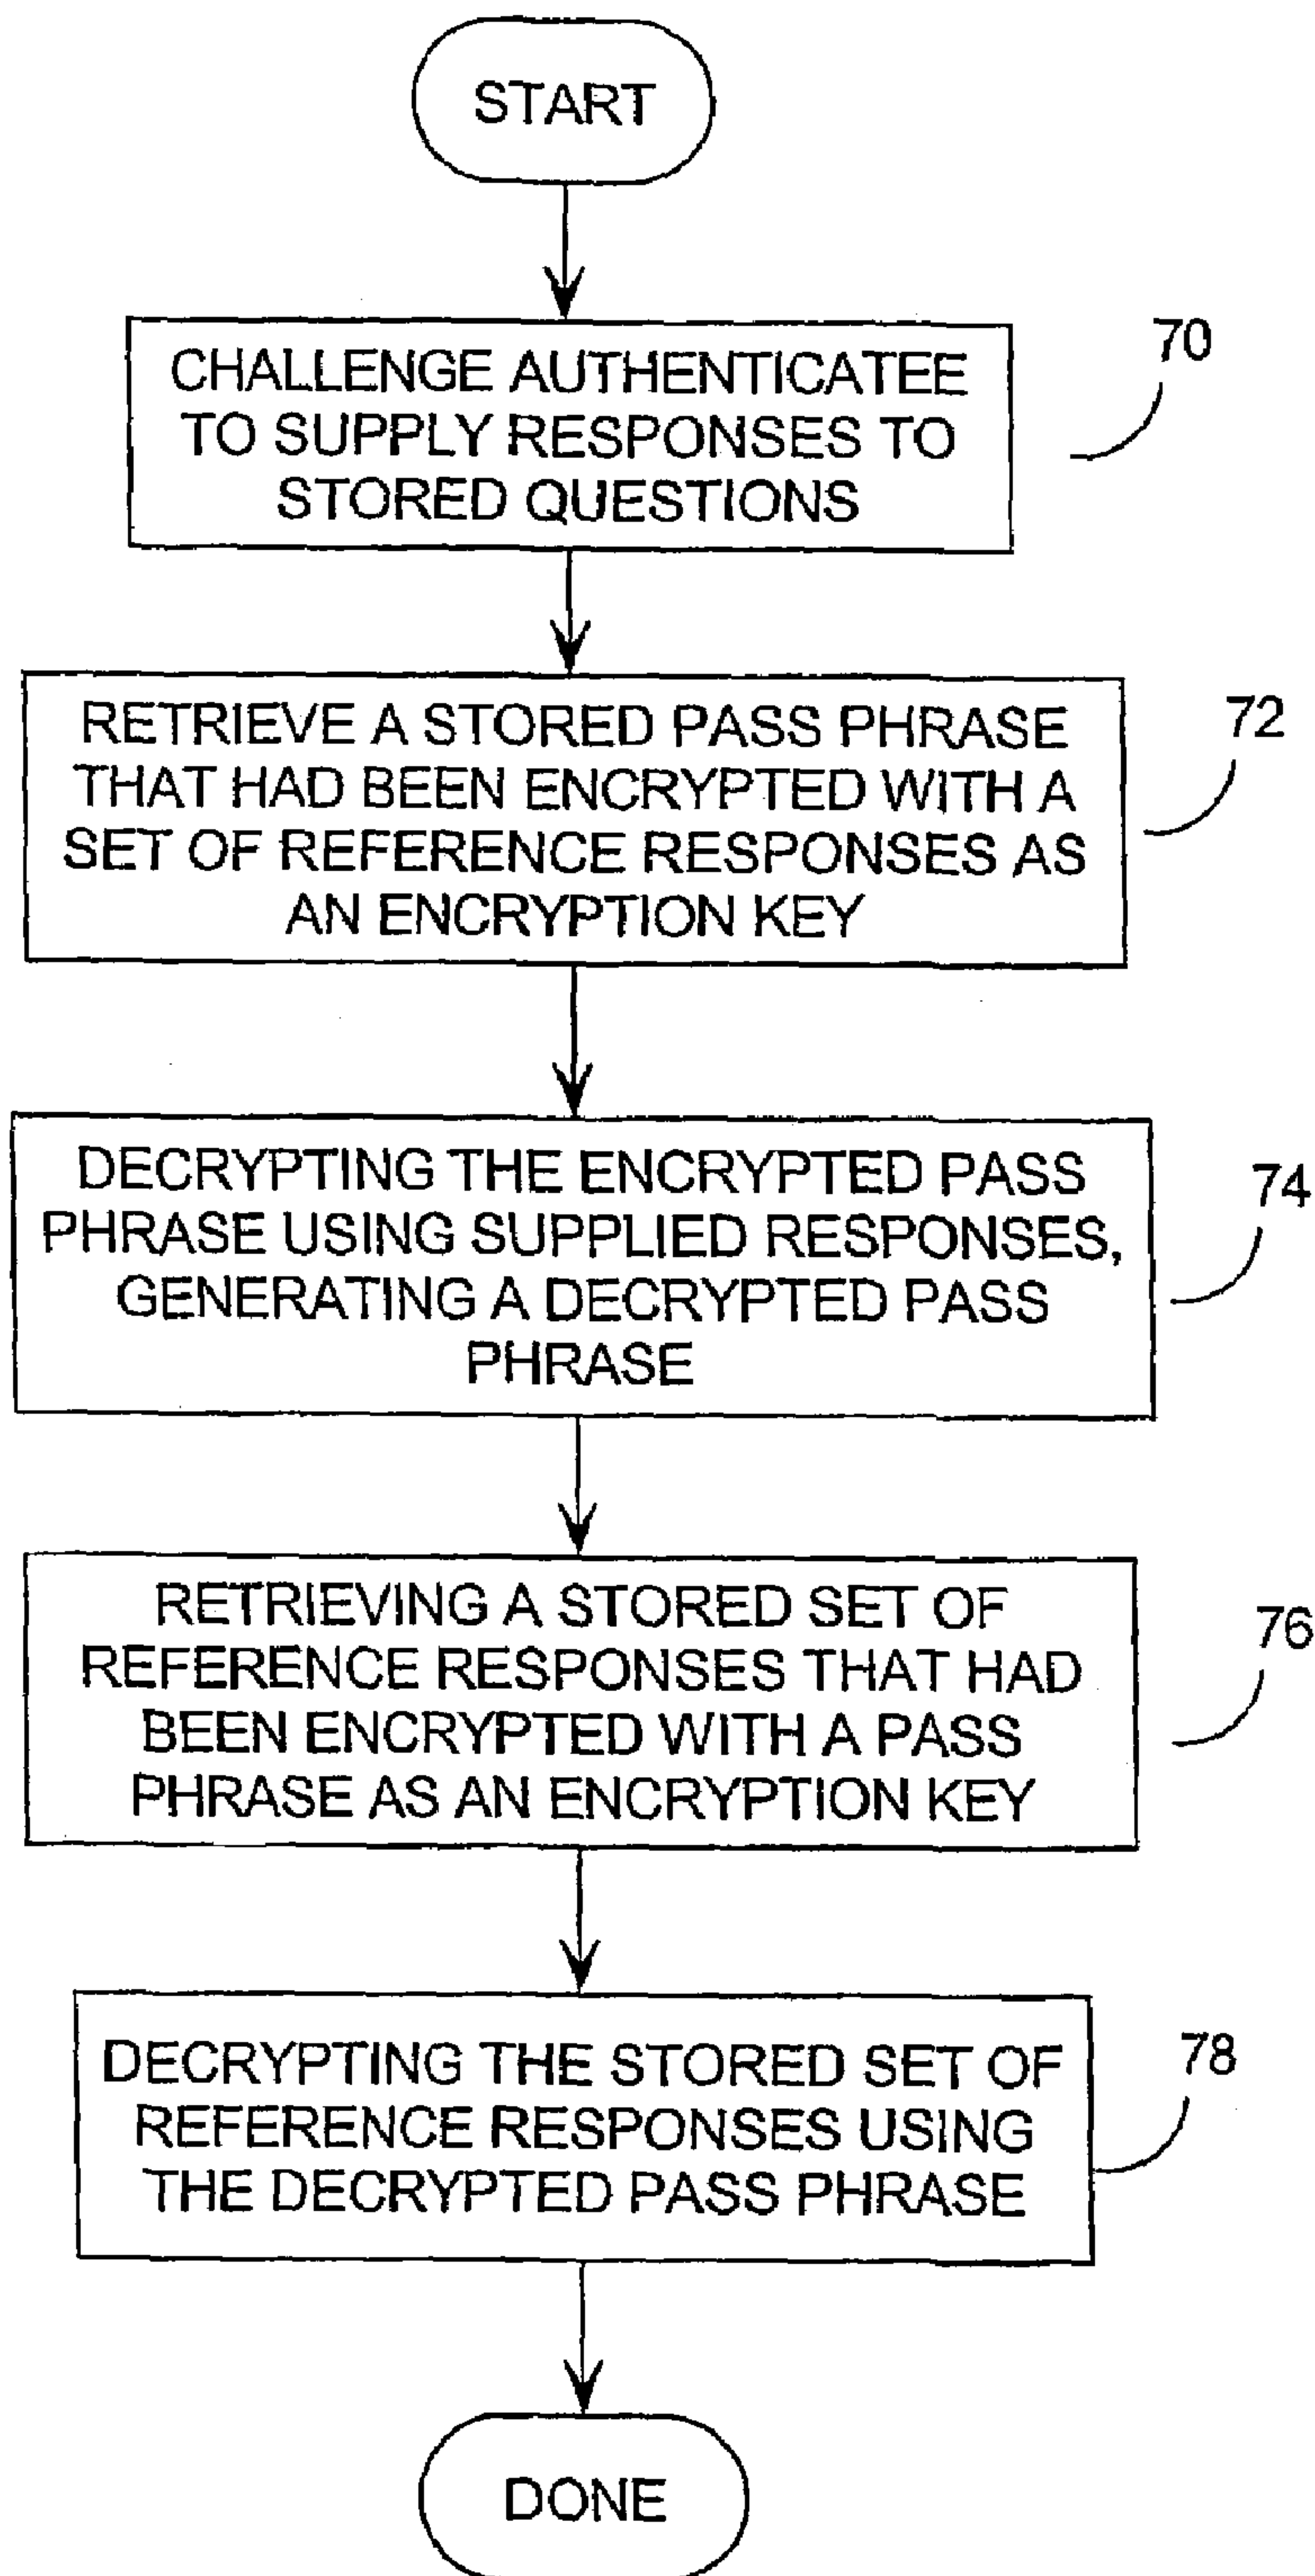 START
CHALLENGE AUTHENTICATEE
TO SUPPLY RESPONSES TO
STORED QUESTIONS
70
RETRIEVE A STORED PASS PHRASE
THAT HAD BEEN ENCRYPTED WITH A
SET OF REFERENCE RESPONSES AS
AN ENCRYPTION KEY
72
DECRYPTING THE ENCRYPTED PASS
PHRASE USING SUPPLIED RESPONSES,
GENERATING A DECRYPTED PASS
PHRASE
74
RETRIEVING A STORED SET OF
REFERENCE RESPONSES THAT HAD
BEEN ENCRYPTED WITH A PASS
PHRASE AS AN ENCRYPTION KEY
76
DECRYPTING THE STORED SET OF
REFERENCE RESPONSES USING
THE DECRYPTED PASS PHRASE
78
DONE